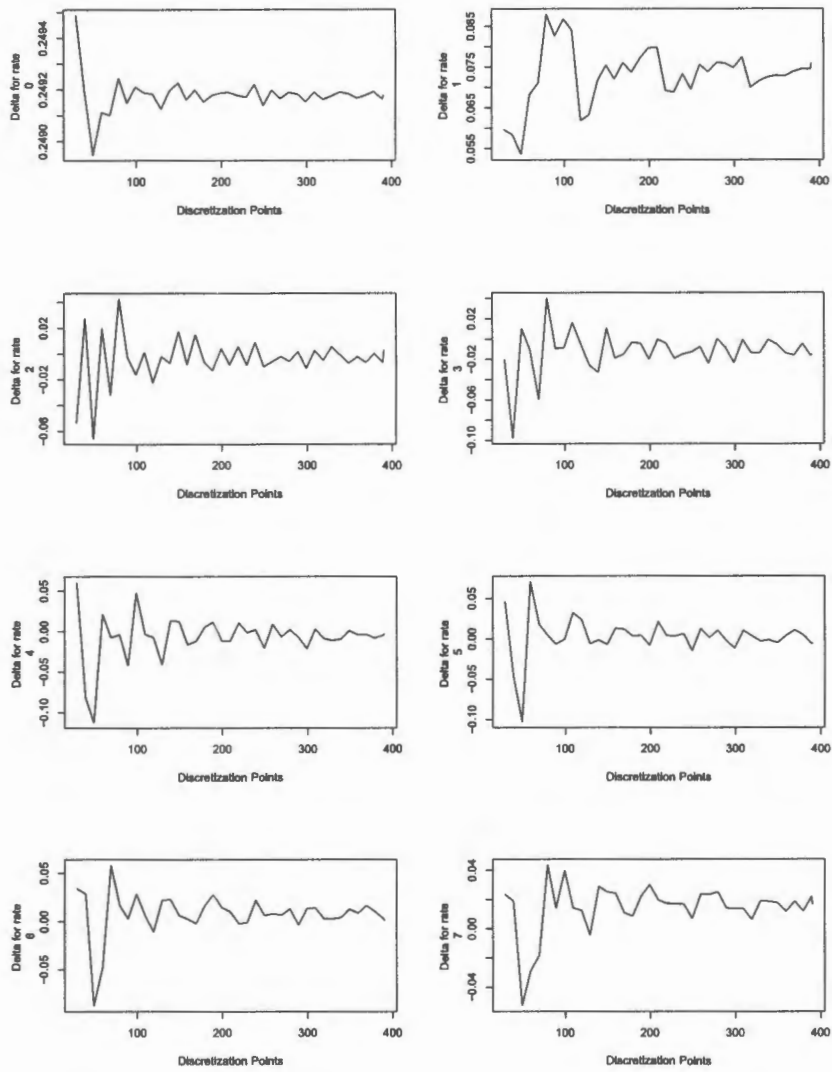 Delta for rate
0
0.2490 0.2492 0.2494
100 200 300 400
Discretization Points
Delta for rate
1
0.055 0.065 0.075 0.085
100 200 300 400
Discretization Points
Delta for rate
2
-0.06 -0.02 0.02
100 200 300 400
Discretization Points
Delta for rate
3
-0.10 -0.06 -0.02 0.02
100 200 300 400
Discretization Points
Delta for rate
4
-0.10 -0.05 0.00 0.05
100 200 300 400
Discretization Points
Delta for rate
5
-0.10 -0.05 0.00 0.05
100 200 300 400
Discretization Points
Delta for rate
6
-0.05 0.00 0.05
100 200 300 400
Discretization Points
Delta for rate
7
-0.04 0.00 0.04
100 200 300 400
Discretization Points